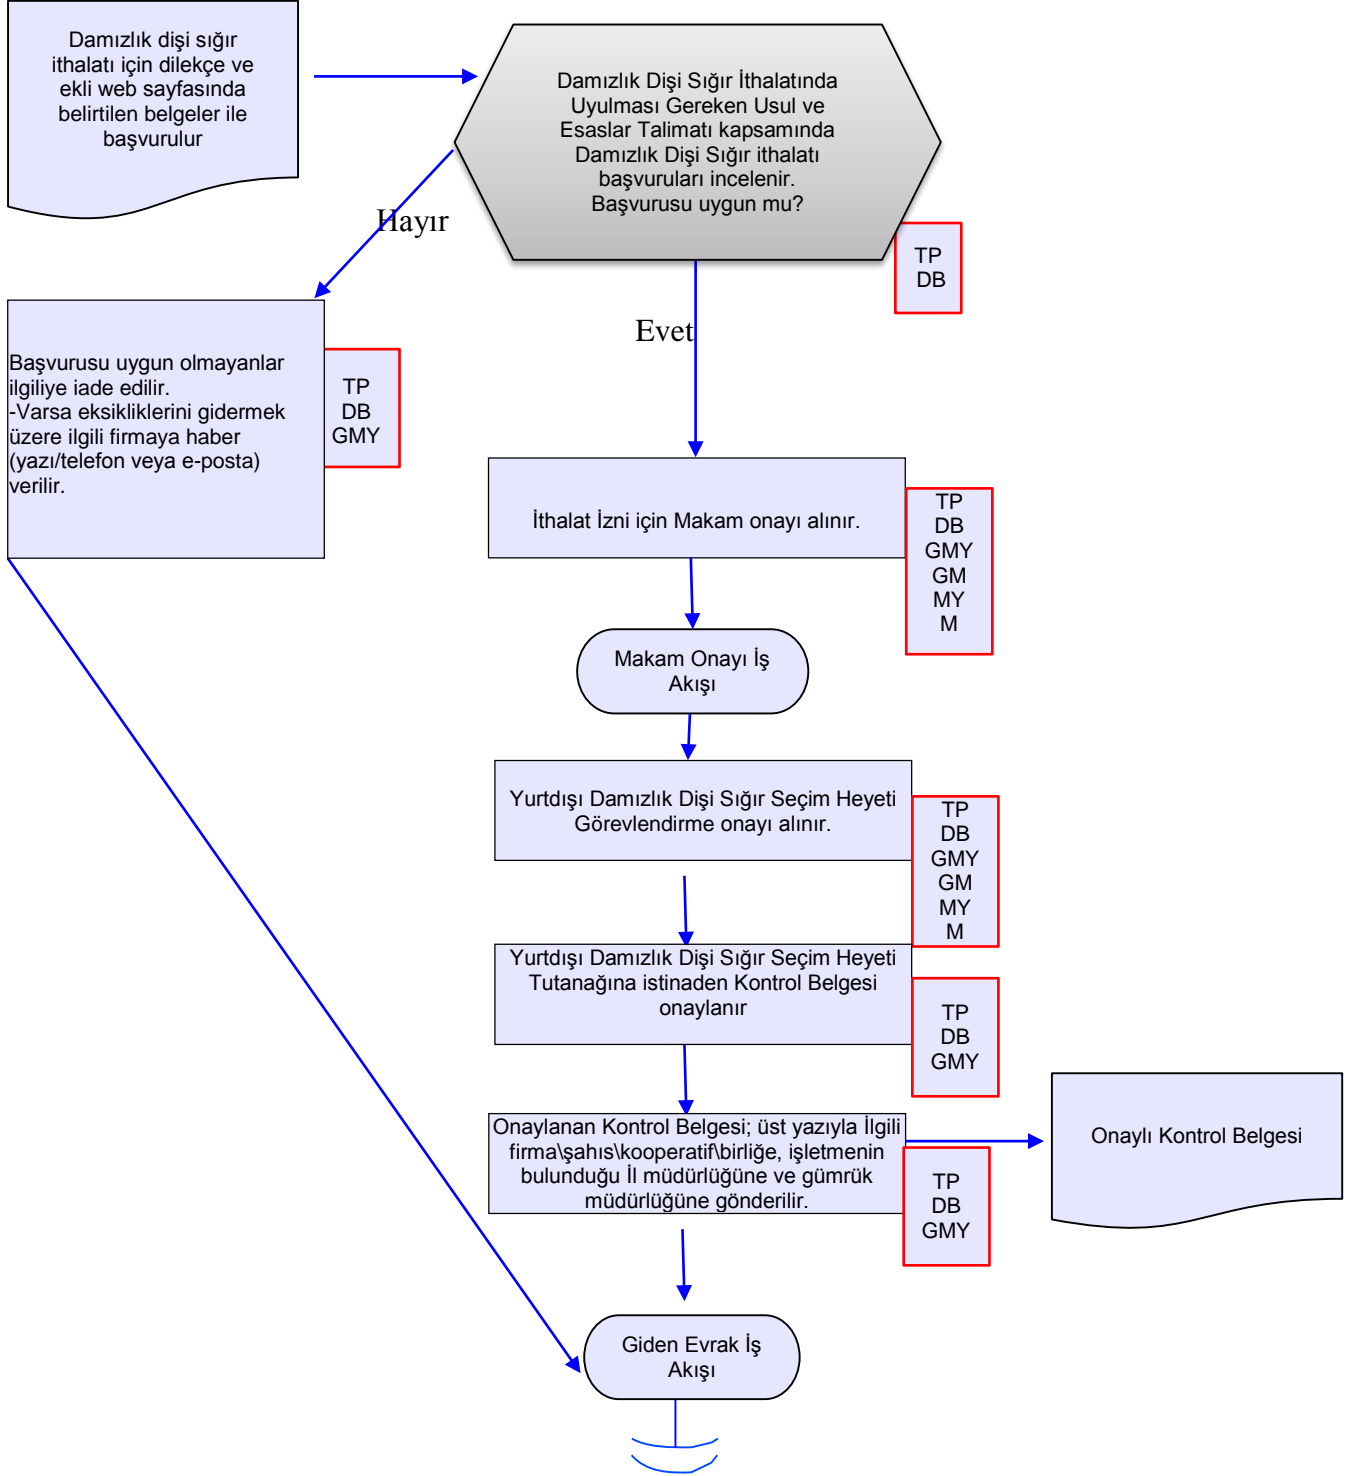 Damızlık dişi sığır
ithalatı için dilekçe ve
ekli web sayfasında
belirtilen belgeler ile
başvurulur
Damızlık Dişi Sığır İthalatında
Uyulması Gereken Usul ve
Esaslar Talimatı kapsamında
Damızlık Dişi Sığır ithalatı
başvuruları incelenir.
Başvurusu uygun mu?
TP
DB
Hayır
Evet
Başvurusu uygun olmayanlar
ilgiliye iade edilir.
-Varsa eksikliklerini gidermek
üzere ilgili firmaya haber
(yazı/telefon veya e-posta)
verilir.
TP
DB
GMY
İthalat İzni için Makam onayı alınır.
TP
DB
GMY
GM
MY
M
Makam Onayı İş
Akışı
Yurtdışı Damızlık Dişi Sığır Seçim Heyeti
Görevlendirme onayı alınır.
TP
DB
GMY
GM
MY
M
Yurtdışı Damızlık Dişi Sığır Seçim Heyeti
Tutanağına istinaden Kontrol Belgesi
onaylanır
TP
DB
GMY
Onaylanan Kontrol Belgesi; üst yazıyla İlgili
firma\şahıs\kooperatif\birliğe, işletmenin
bulunduğu İl müdürlüğüne ve gümrük
müdürlüğüne gönderilir.
TP
DB
GMY
Onaylı Kontrol Belgesi
Giden Evrak İş
Akışı